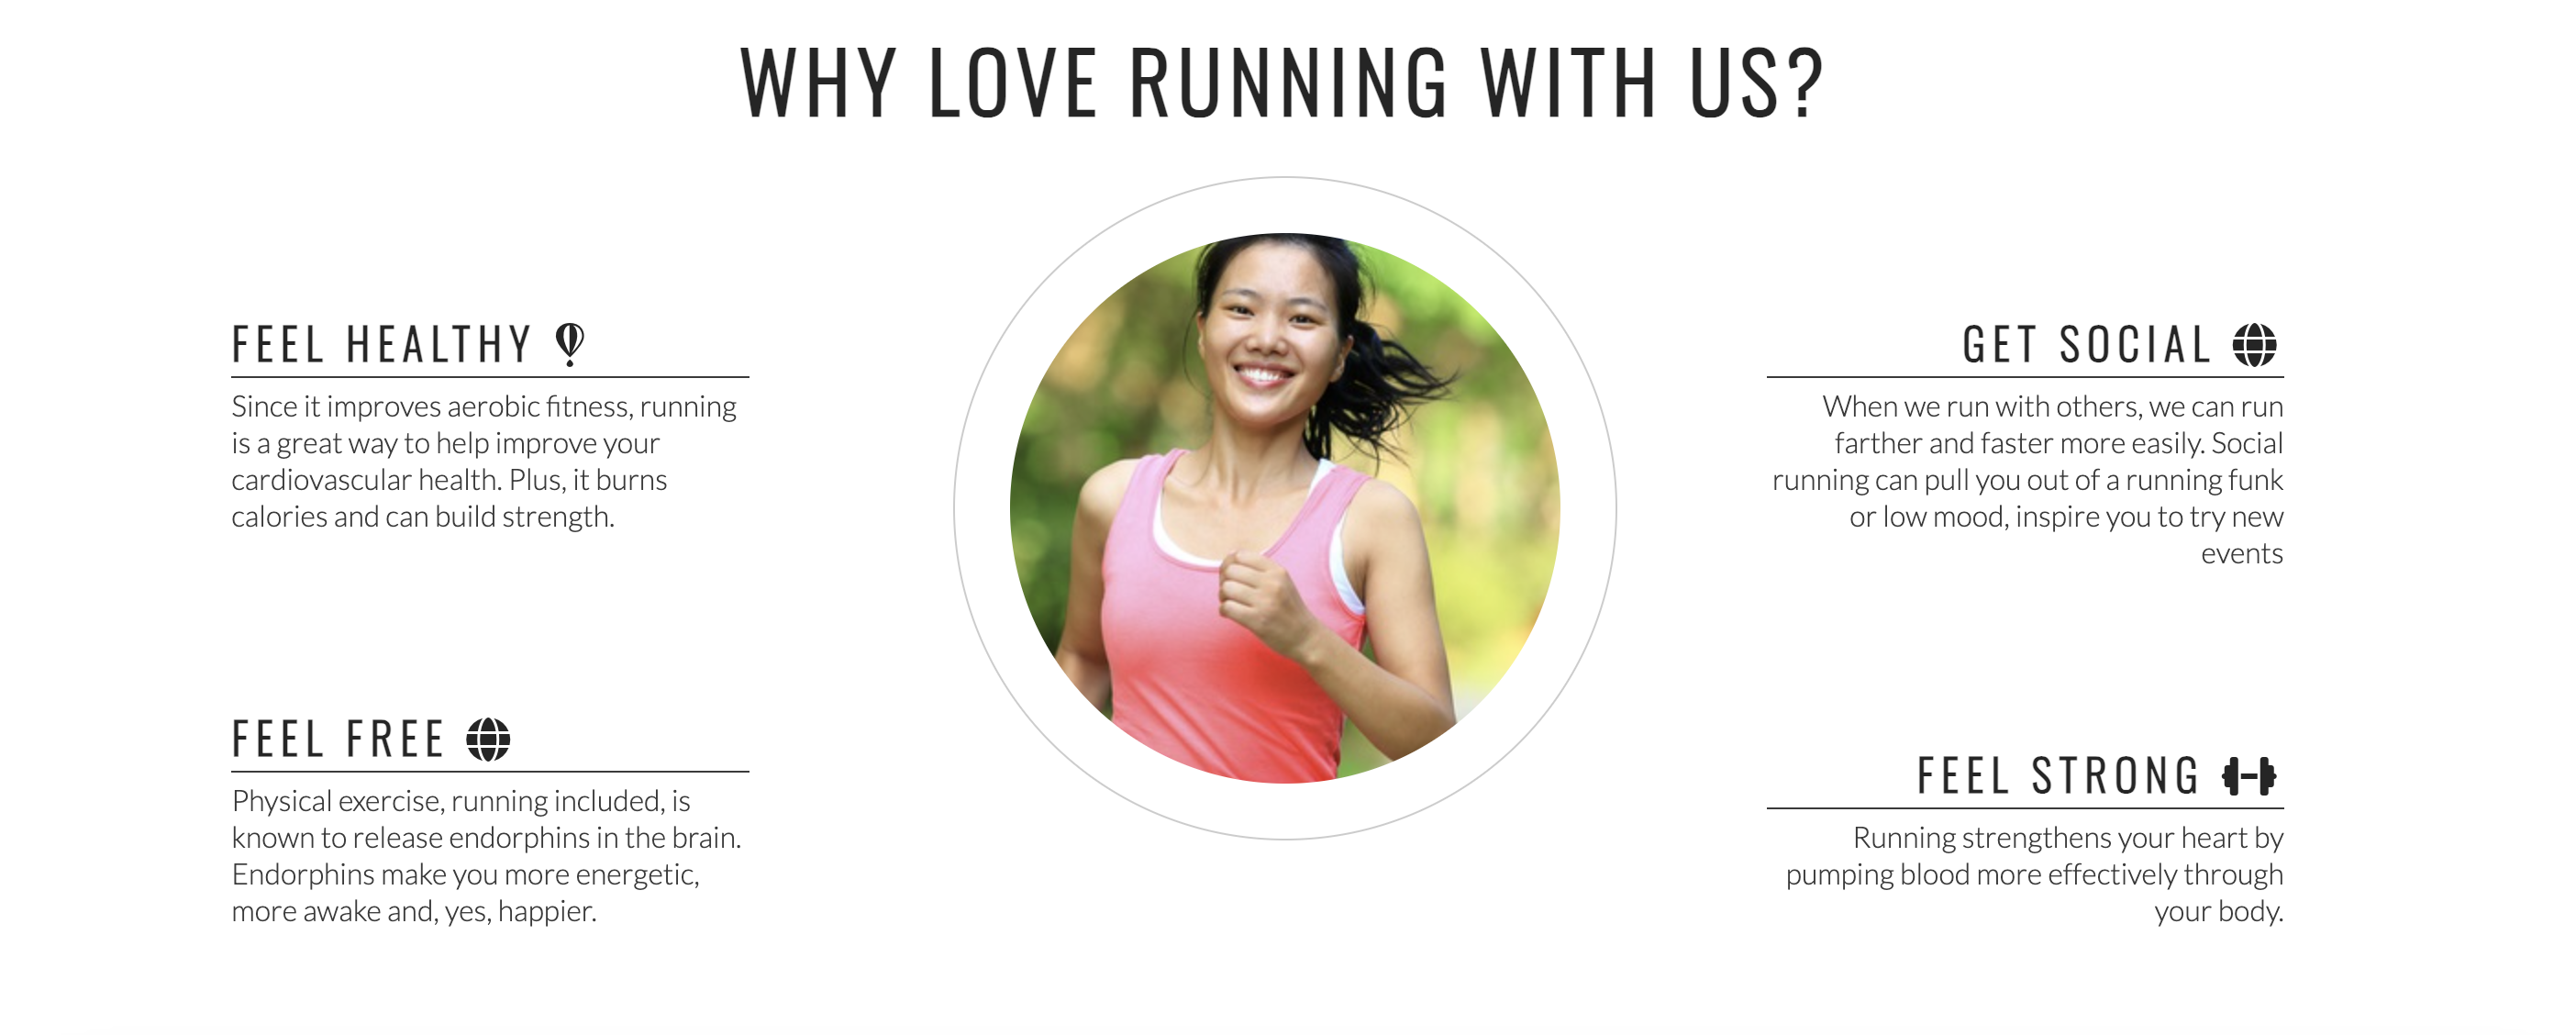 WHY LOVE RUNNING WITH US?
FEEL HEALTHY
Since it improves aerobic fitness, running
is a great way to help improve your
cardiovascular health. Plus, it burns
calories and can build strength.
FEEL FREE
Physical exercise, running included, is
known to release endorphins in the brain.
Endorphins make you more energetic,
more awake and, yes, happier.
GET SOCIAL
When we run with others, we can run
farther and faster more easily. Social
running can pull you out of a running funk
or low mood, inspire you to try new
events
FEEL STRONG
Running strengthens your heart by
pumping blood more effectively through
your body.